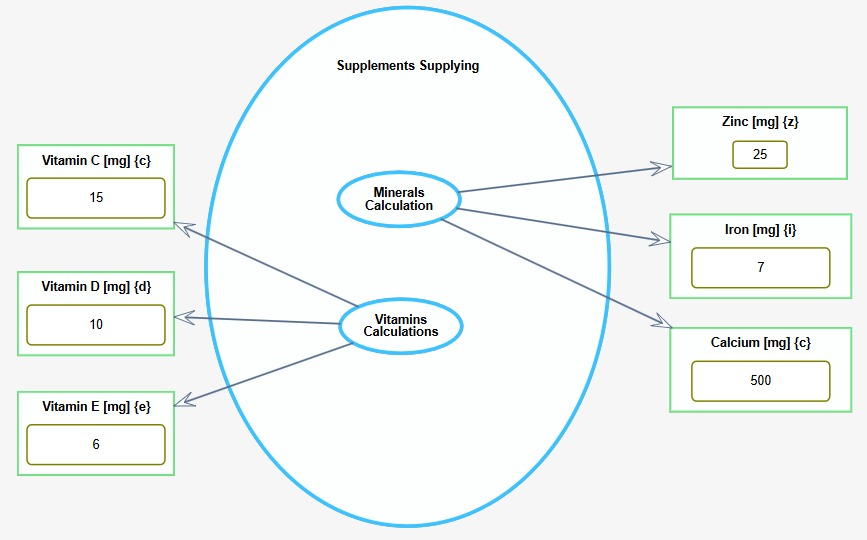 Supplements Supplying
Vitamin C [mg] {c}
15
Vitamin D [mg] {d}
10
Vitamin E [mg] {e}
6
Minerals
Calculation
Vitamins
Calculations
Zinc [mg] {z}
25
Iron [mg] {i}
7
Calcium [mg] {c}
500